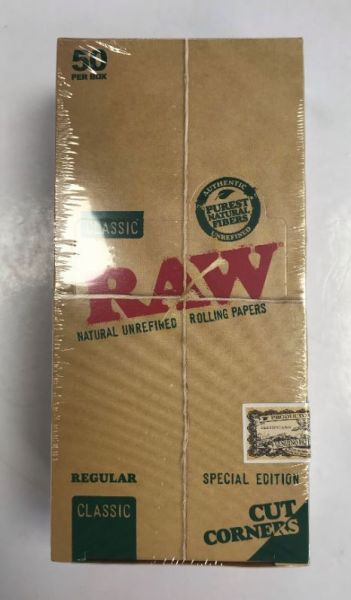 50
PER BOX
AUTHENTIC
PUREST
NATURAL
FIBERS
UNREFINED
CLASSIC
RAW
NATURAL UNREFINED ROLLING PAPERS
PRODUCTO
REGULAR
SPECIAL EDITION
CLASSIC
CUT
CORNERS